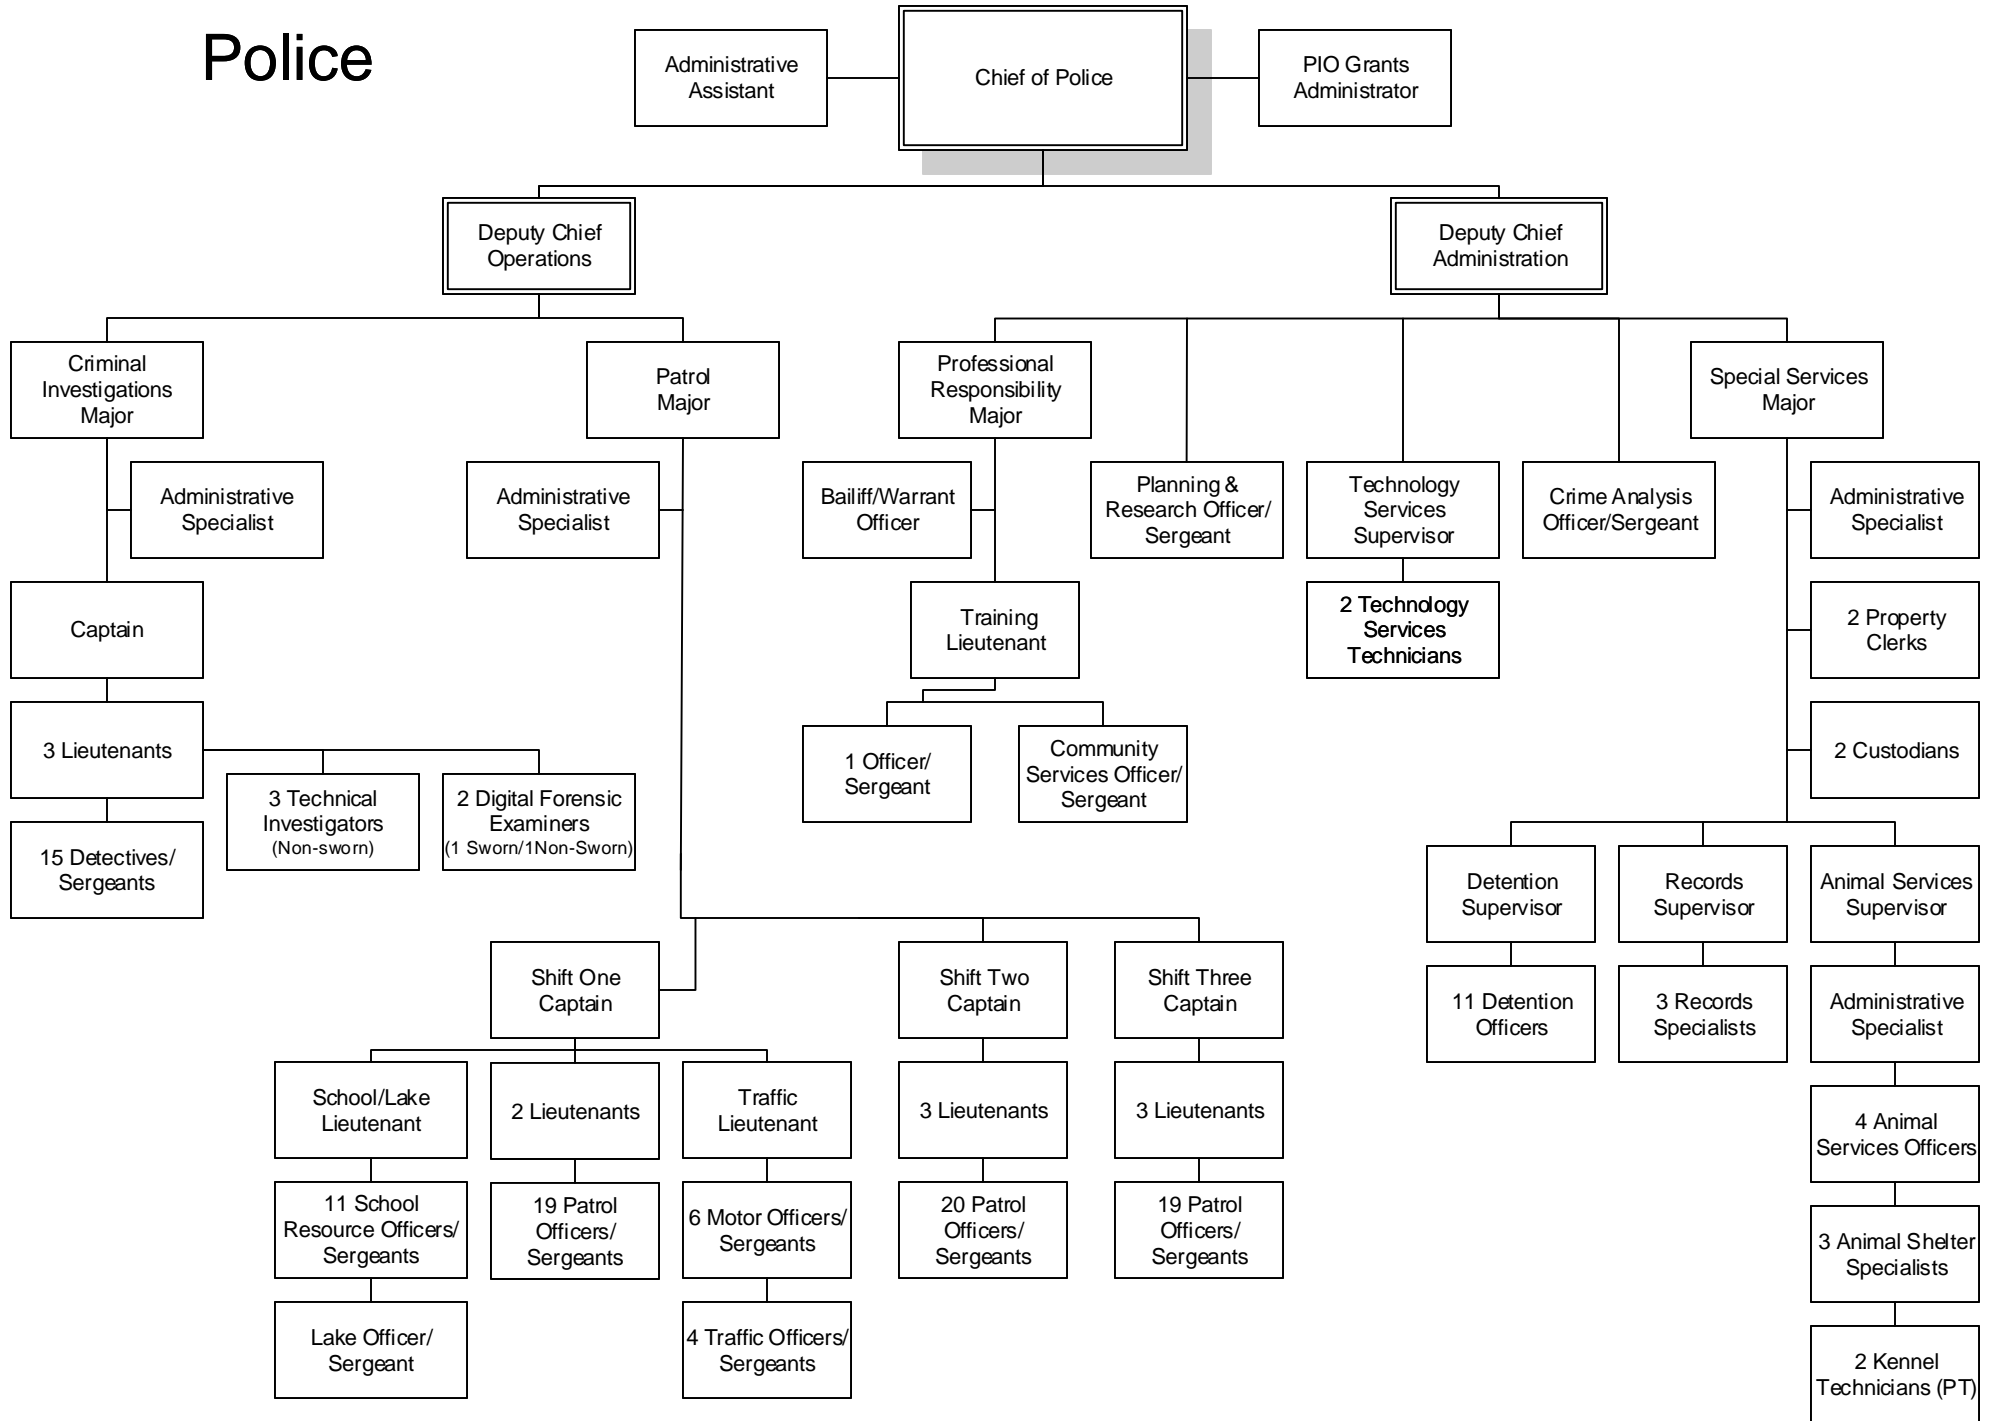 Police
Administrative
Assistant
Chief of Police
PIO Grants
Administrator
Deputy Chief
Operations
Deputy Chief
Administration
Criminal
Investigations
Major
Patrol
Major
Professional
Responsibility
Major
Special Services
Major
Administrative
Specialist
Administrative
Specialist
Bailiff/Warrant
Officer
Planning &
Research Officer/
Sergeant
Technology
Services
Supervisor
Crime Analysis
Officer/Sergeant
Administrative
Specialist
Captain
Training
Lieutenant
2 Technology
Services
Technicians
2 Property
Clerks
3 Lieutenants
1 Officer/
Sergeant
Community
Services Officer/
Sergeant
2 Custodians
3 Technical
Investigators
(Non-sworn)
2 Digital Forensic
Examiners
(1 Sworn/1Non-Sworn)
15 Detectives/
Sergeants
Detention
Supervisor
Records
Supervisor
Animal Services
Supervisor
Shift One
Captain
Shift Two
Captain
Shift Three
Captain
11 Detention
Officers
3 Records
Specialists
Administrative
Specialist
School/Lake
Lieutenant
2 Lieutenants
Traffic
Lieutenant
3 Lieutenants
3 Lieutenants
4 Animal
Services Officers
11 School
Resource Officers/
Sergeants
19 Patrol
Officers/
Sergeants
6 Motor Officers/
Sergeants
20 Patrol
Officers/
Sergeants
19 Patrol
Officers/
Sergeants
3 Animal Shelter
Specialists
Lake Officer/
Sergeant
4 Traffic Officers/
Sergeants
2 Kennel
Technicians (PT)